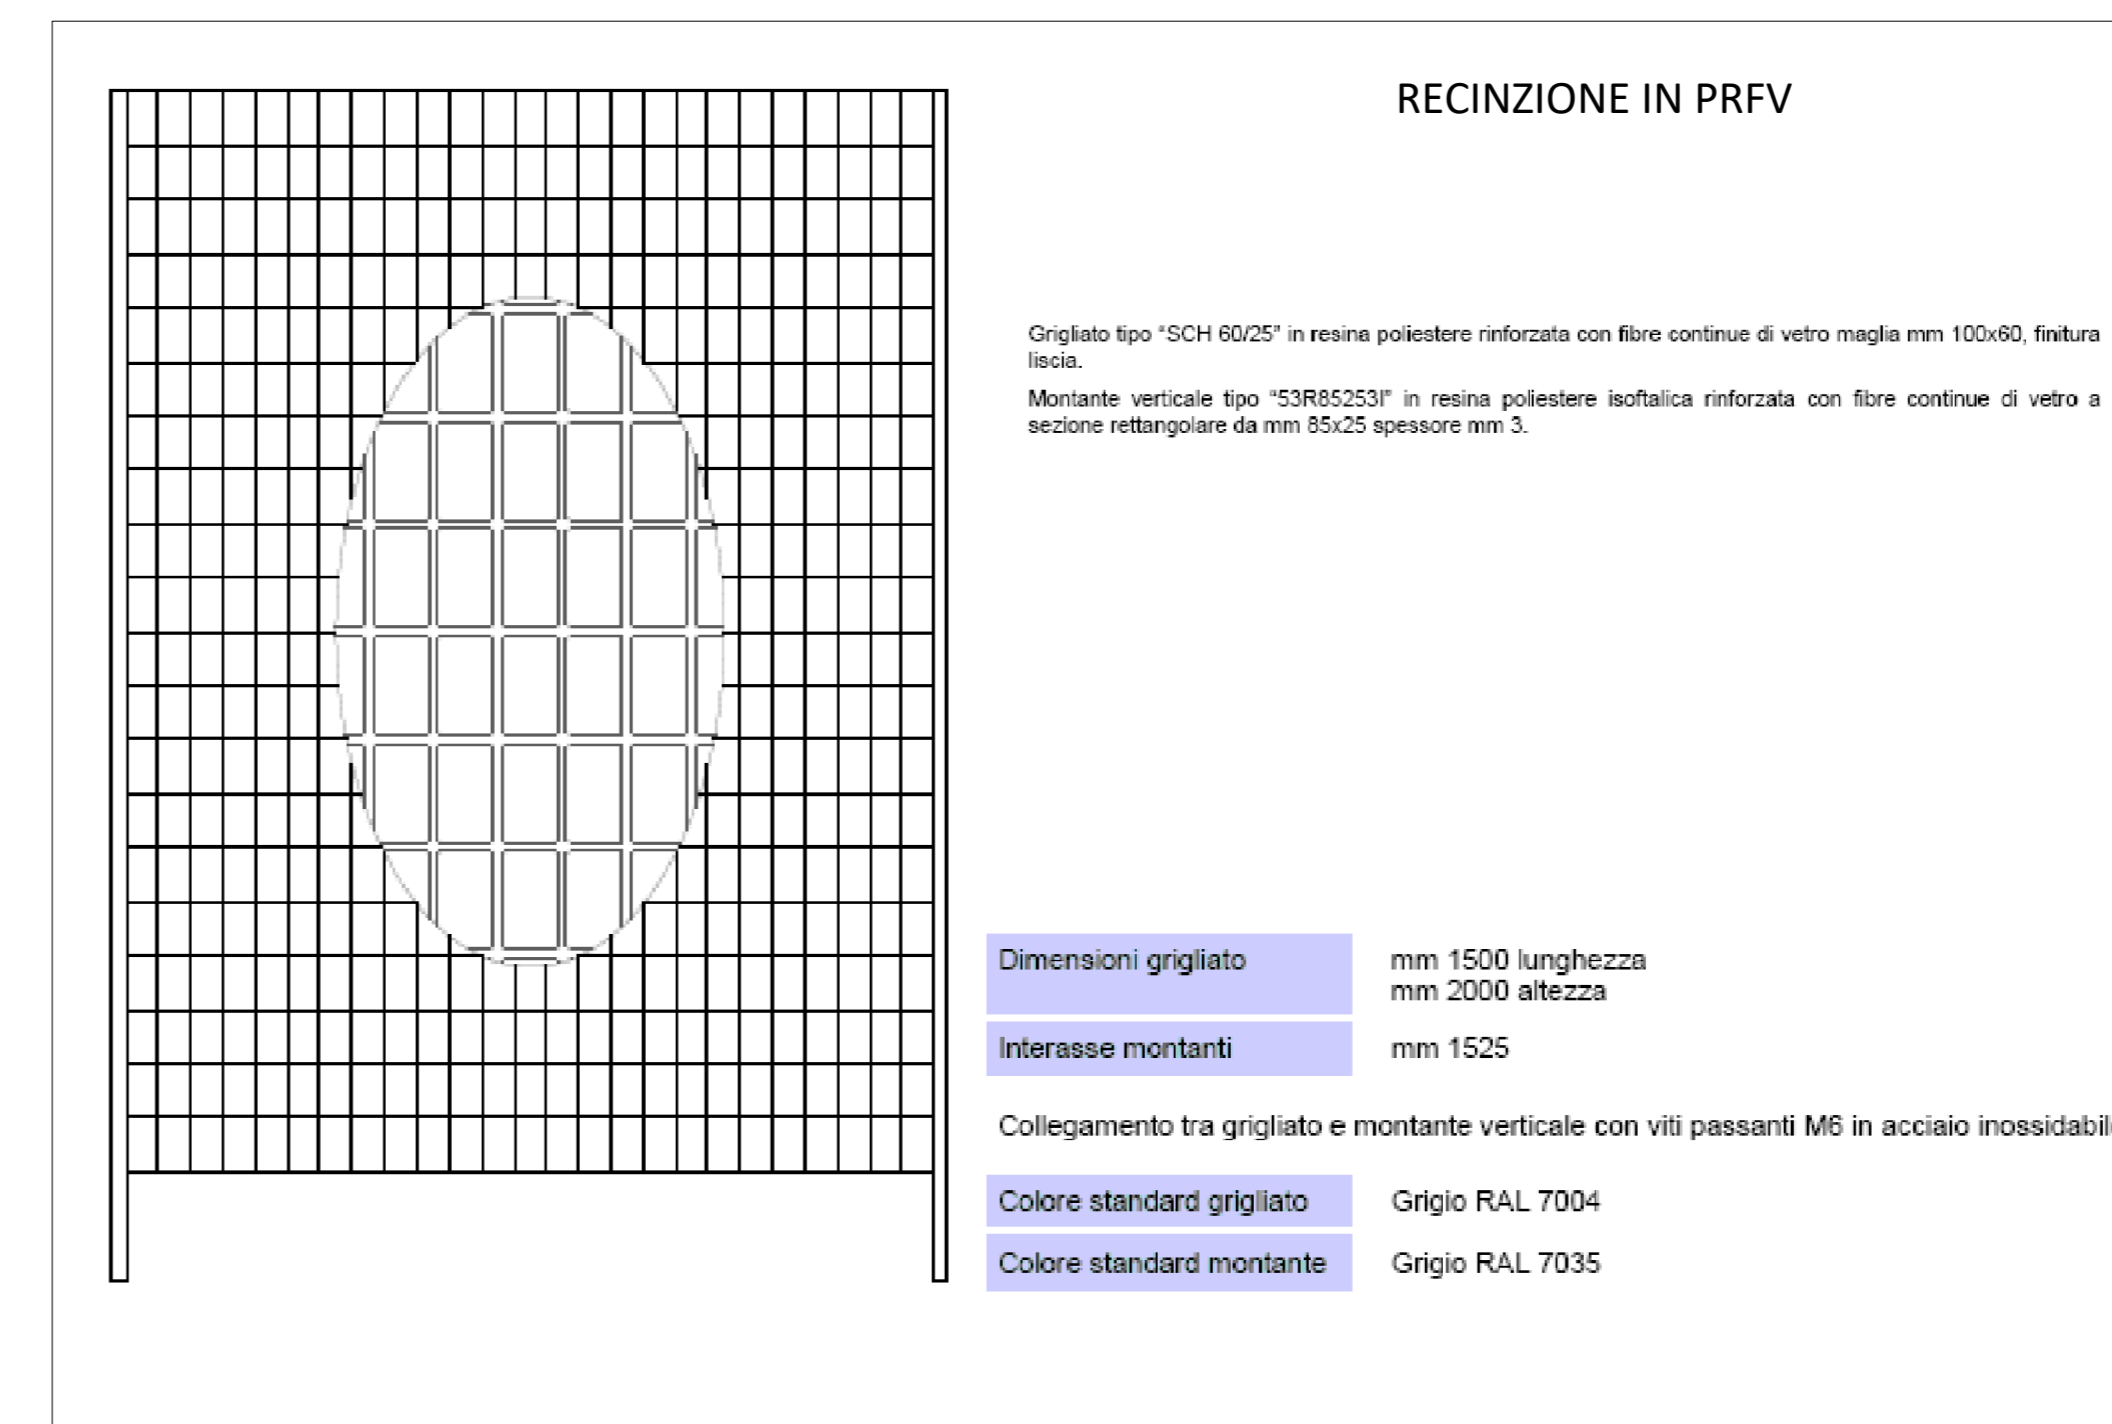 RECINZIONE IN PRFV
Grigliato tipo "SCH 60/25" in resina poliestere rinforzata con fibre continue di vetro maglia mm 100x60, finitura
liscia.
Montante verticale tipo "53R85253I" in resina poliestere isoftalica rinforzata con fibre continue di vetro a
sezione rettangolare da mm 85x25 spessore mm 3.
Dimensioni grigliato mm 1500 lunghezza
mm 2000 altezza
Interasse montanti mm 1525
Collegamento tra grigliato e montante verticale con viti passanti M6 in acciaio inossidabil
Colore standard grigliato Grigio RAL 7004
Colore standard montante Grigio RAL 7035